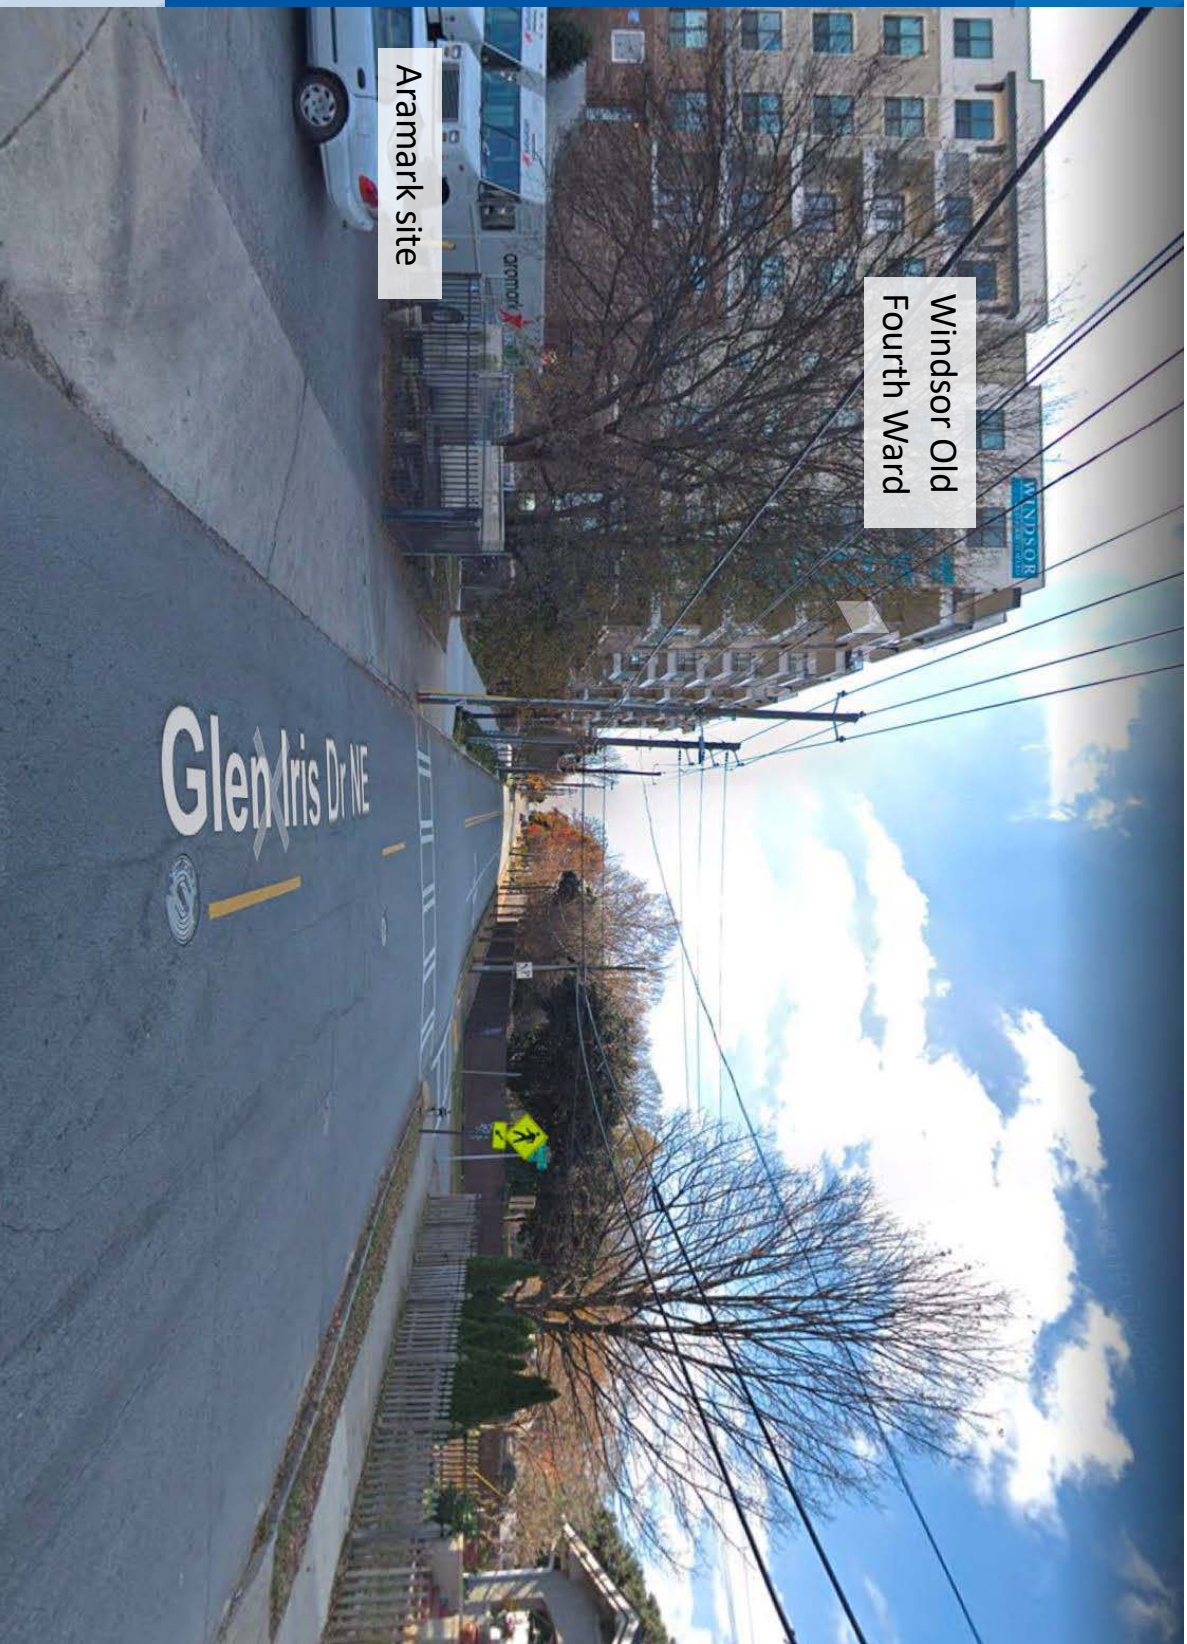 Windsor Old
Fourth Ward
WINDSOR
Aramark site
aramark
Glen Iris Dr NE